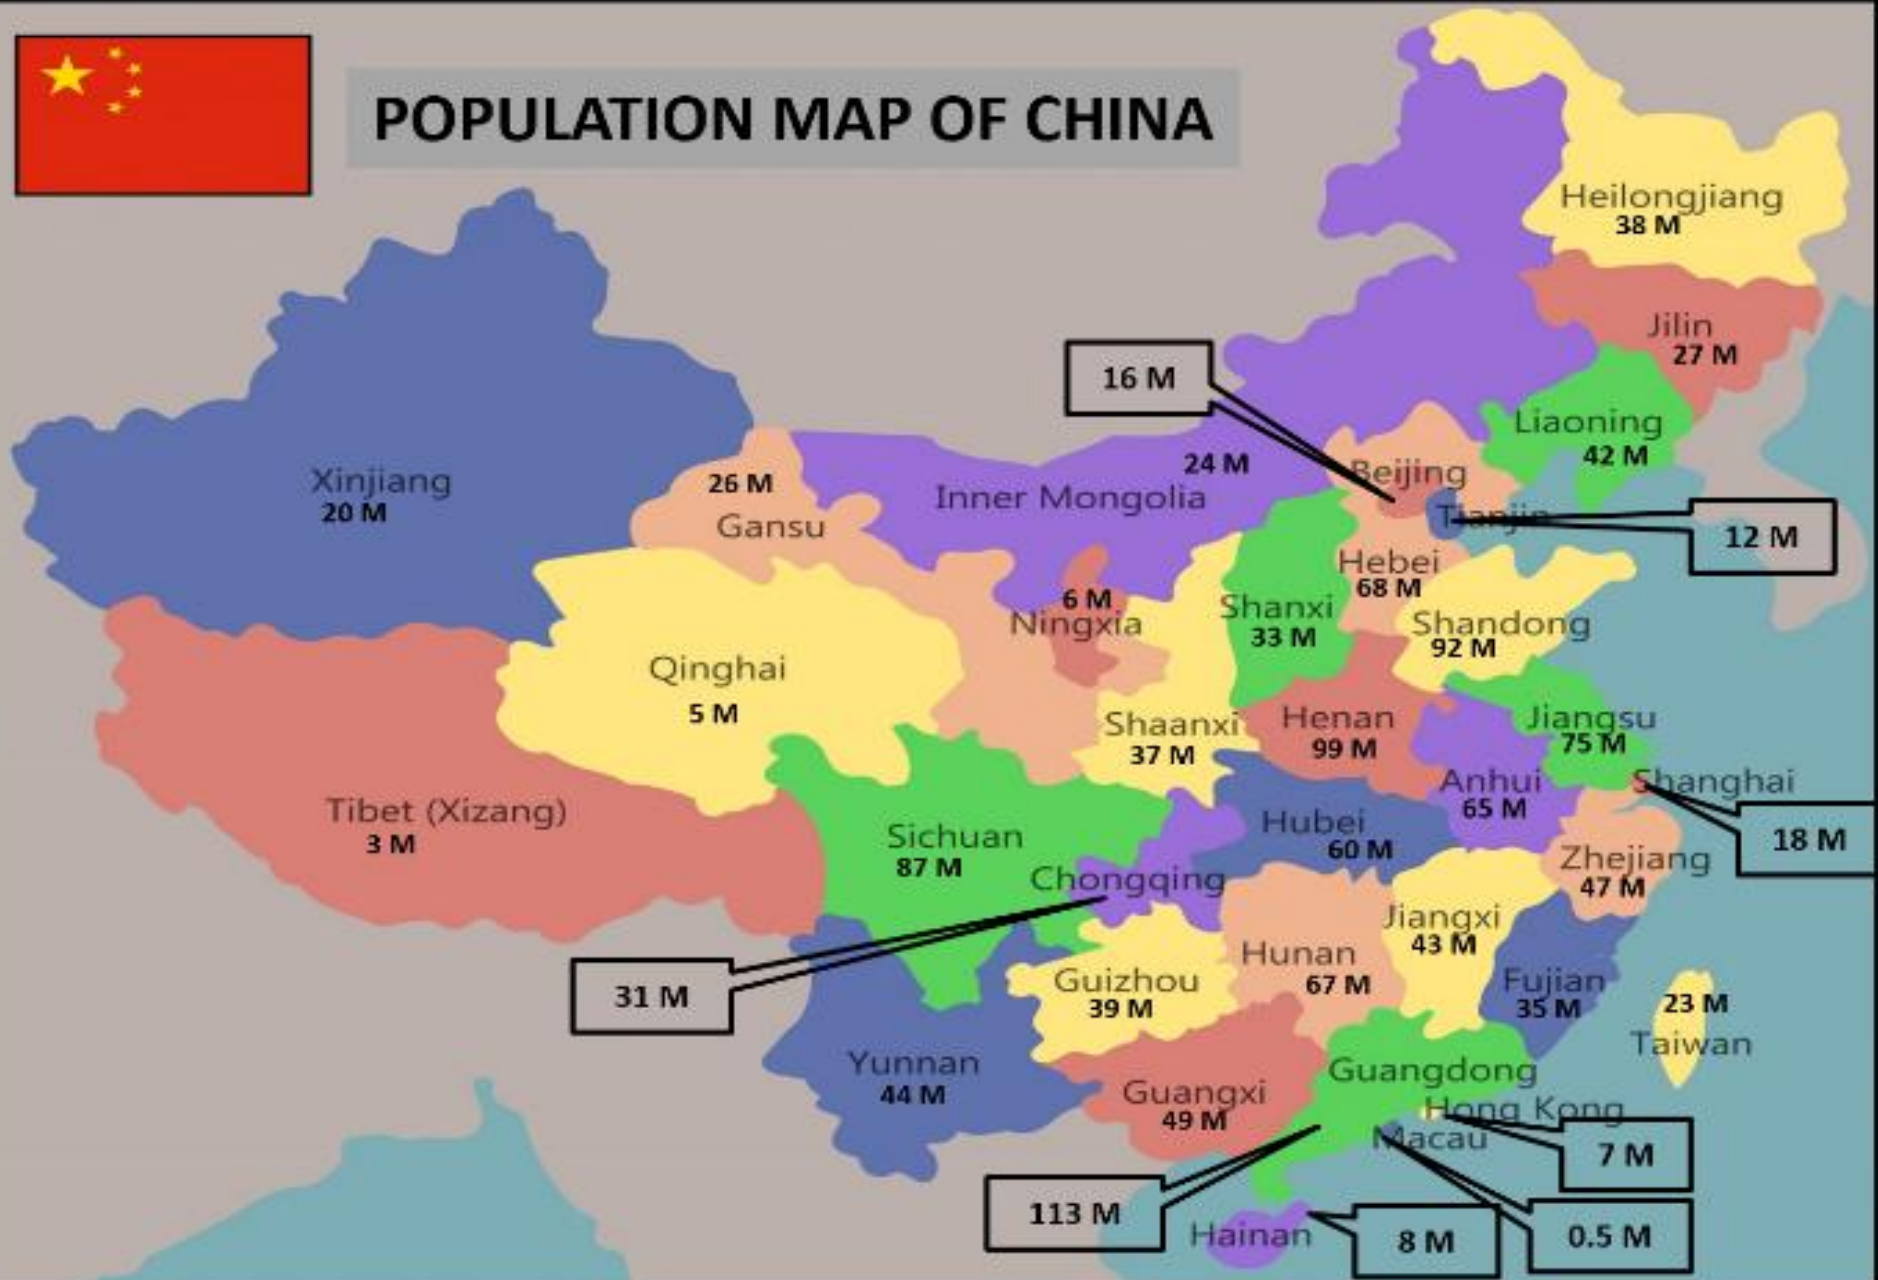 POPULATION MAP OF CHINA
Heilongjiang
38 M
Jilin
27 M
16 M
Liaoning
42 M
24 M
Inner Mongolia
Beijing
Tianjin
12 M
Xinjiang
20 M
26 M
Gansu
Hebei
68 M
6 M
Ningxia
Shanxi
33 M
Shandong
92 M
Qinghai
5 M
Shaanxi
37 M
Henan
99 M
Jiangsu
75 M
Anhui
65 M
Shanghai
18 M
Tibet (Xizang)
3 M
Sichuan
87 M
Hubei
60 M
Chongqing
31 M
Zhejiang
47 M
Jiangxi
43 M
Hunan
67 M
Guizhou
39 M
Fujian
35 M
23 M
Taiwan
Yunnan
44 M
Guangxi
49 M
Guangdong
113 M
Hong Kong
7 M
Macau
0.5 M
Hainan
8 M